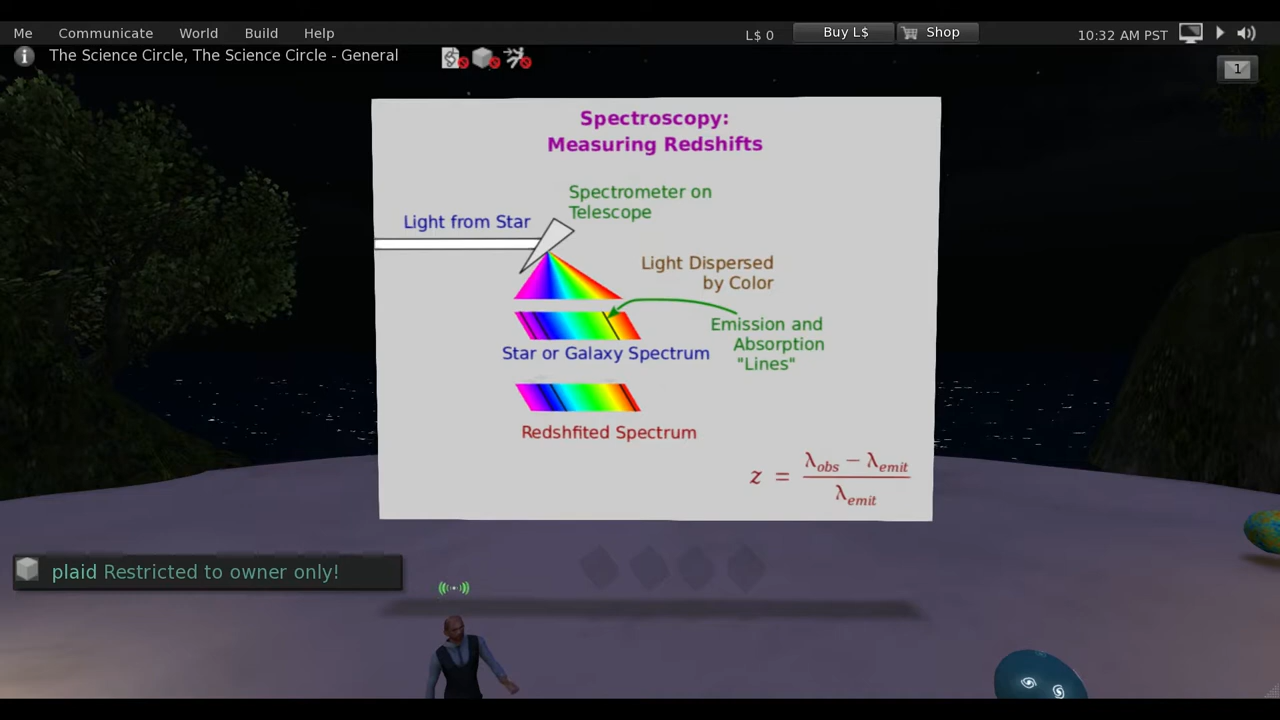 Me Communicate World Build Help L$ 0 Buy L$ Shop 10:32 AM PST
The Science Circle, The Science Circle - General
1
Spectroscopy:
Measuring Redshifts
Spectrometer on
Telescope
Light from Star
Light Dispersed
by Color
Emission and
Absorption
"Lines"
Star or Galaxy Spectrum
Redshfited Spectrum
z = (λobs − λemit) / λemit
plaid Restricted to owner only!